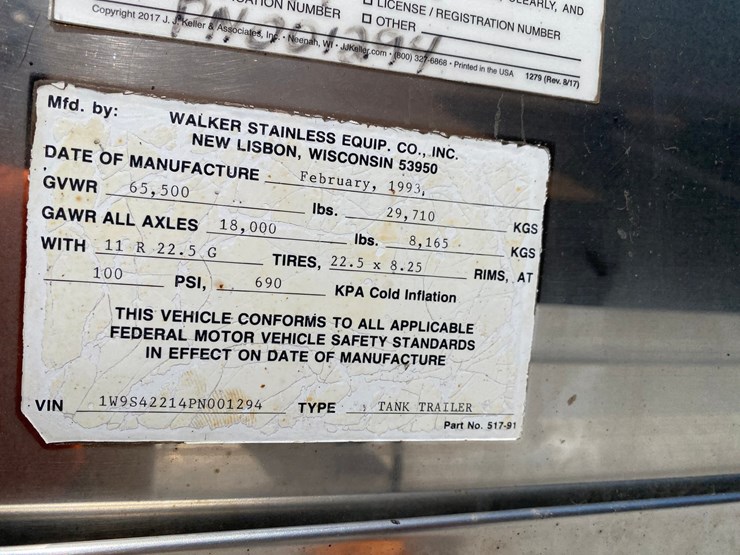 CLEARLY, AND
ATION NUMBER ☐ LICENSE / REGISTRATION NUMBER
☐ OTHER
Copyright 2017 J. J. Keller & Associates, Inc. • Neenah, WI • JJKeller.com • (800) 327-6868 • Printed in the USA 1279 (Rev. 8/17)
PN001294
Mfd. by: WALKER STAINLESS EQUIP. CO., INC.
NEW LISBON, WISCONSIN 53950
DATE OF MANUFACTURE February, 1993
GVWR 65,500 lbs. 29,710 KGS
GAWR ALL AXLES 18,000 lbs. 8,165 KGS
WITH 11 R 22.5 G TIRES, 22.5 x 8.25 RIMS, AT
100 PSI, 690 KPA Cold Inflation
THIS VEHICLE CONFORMS TO ALL APPLICABLE
FEDERAL MOTOR VEHICLE SAFETY STANDARDS
IN EFFECT ON DATE OF MANUFACTURE
VIN 1W9S42214PN001294 TYPE TANK TRAILER
Part No. 517-91